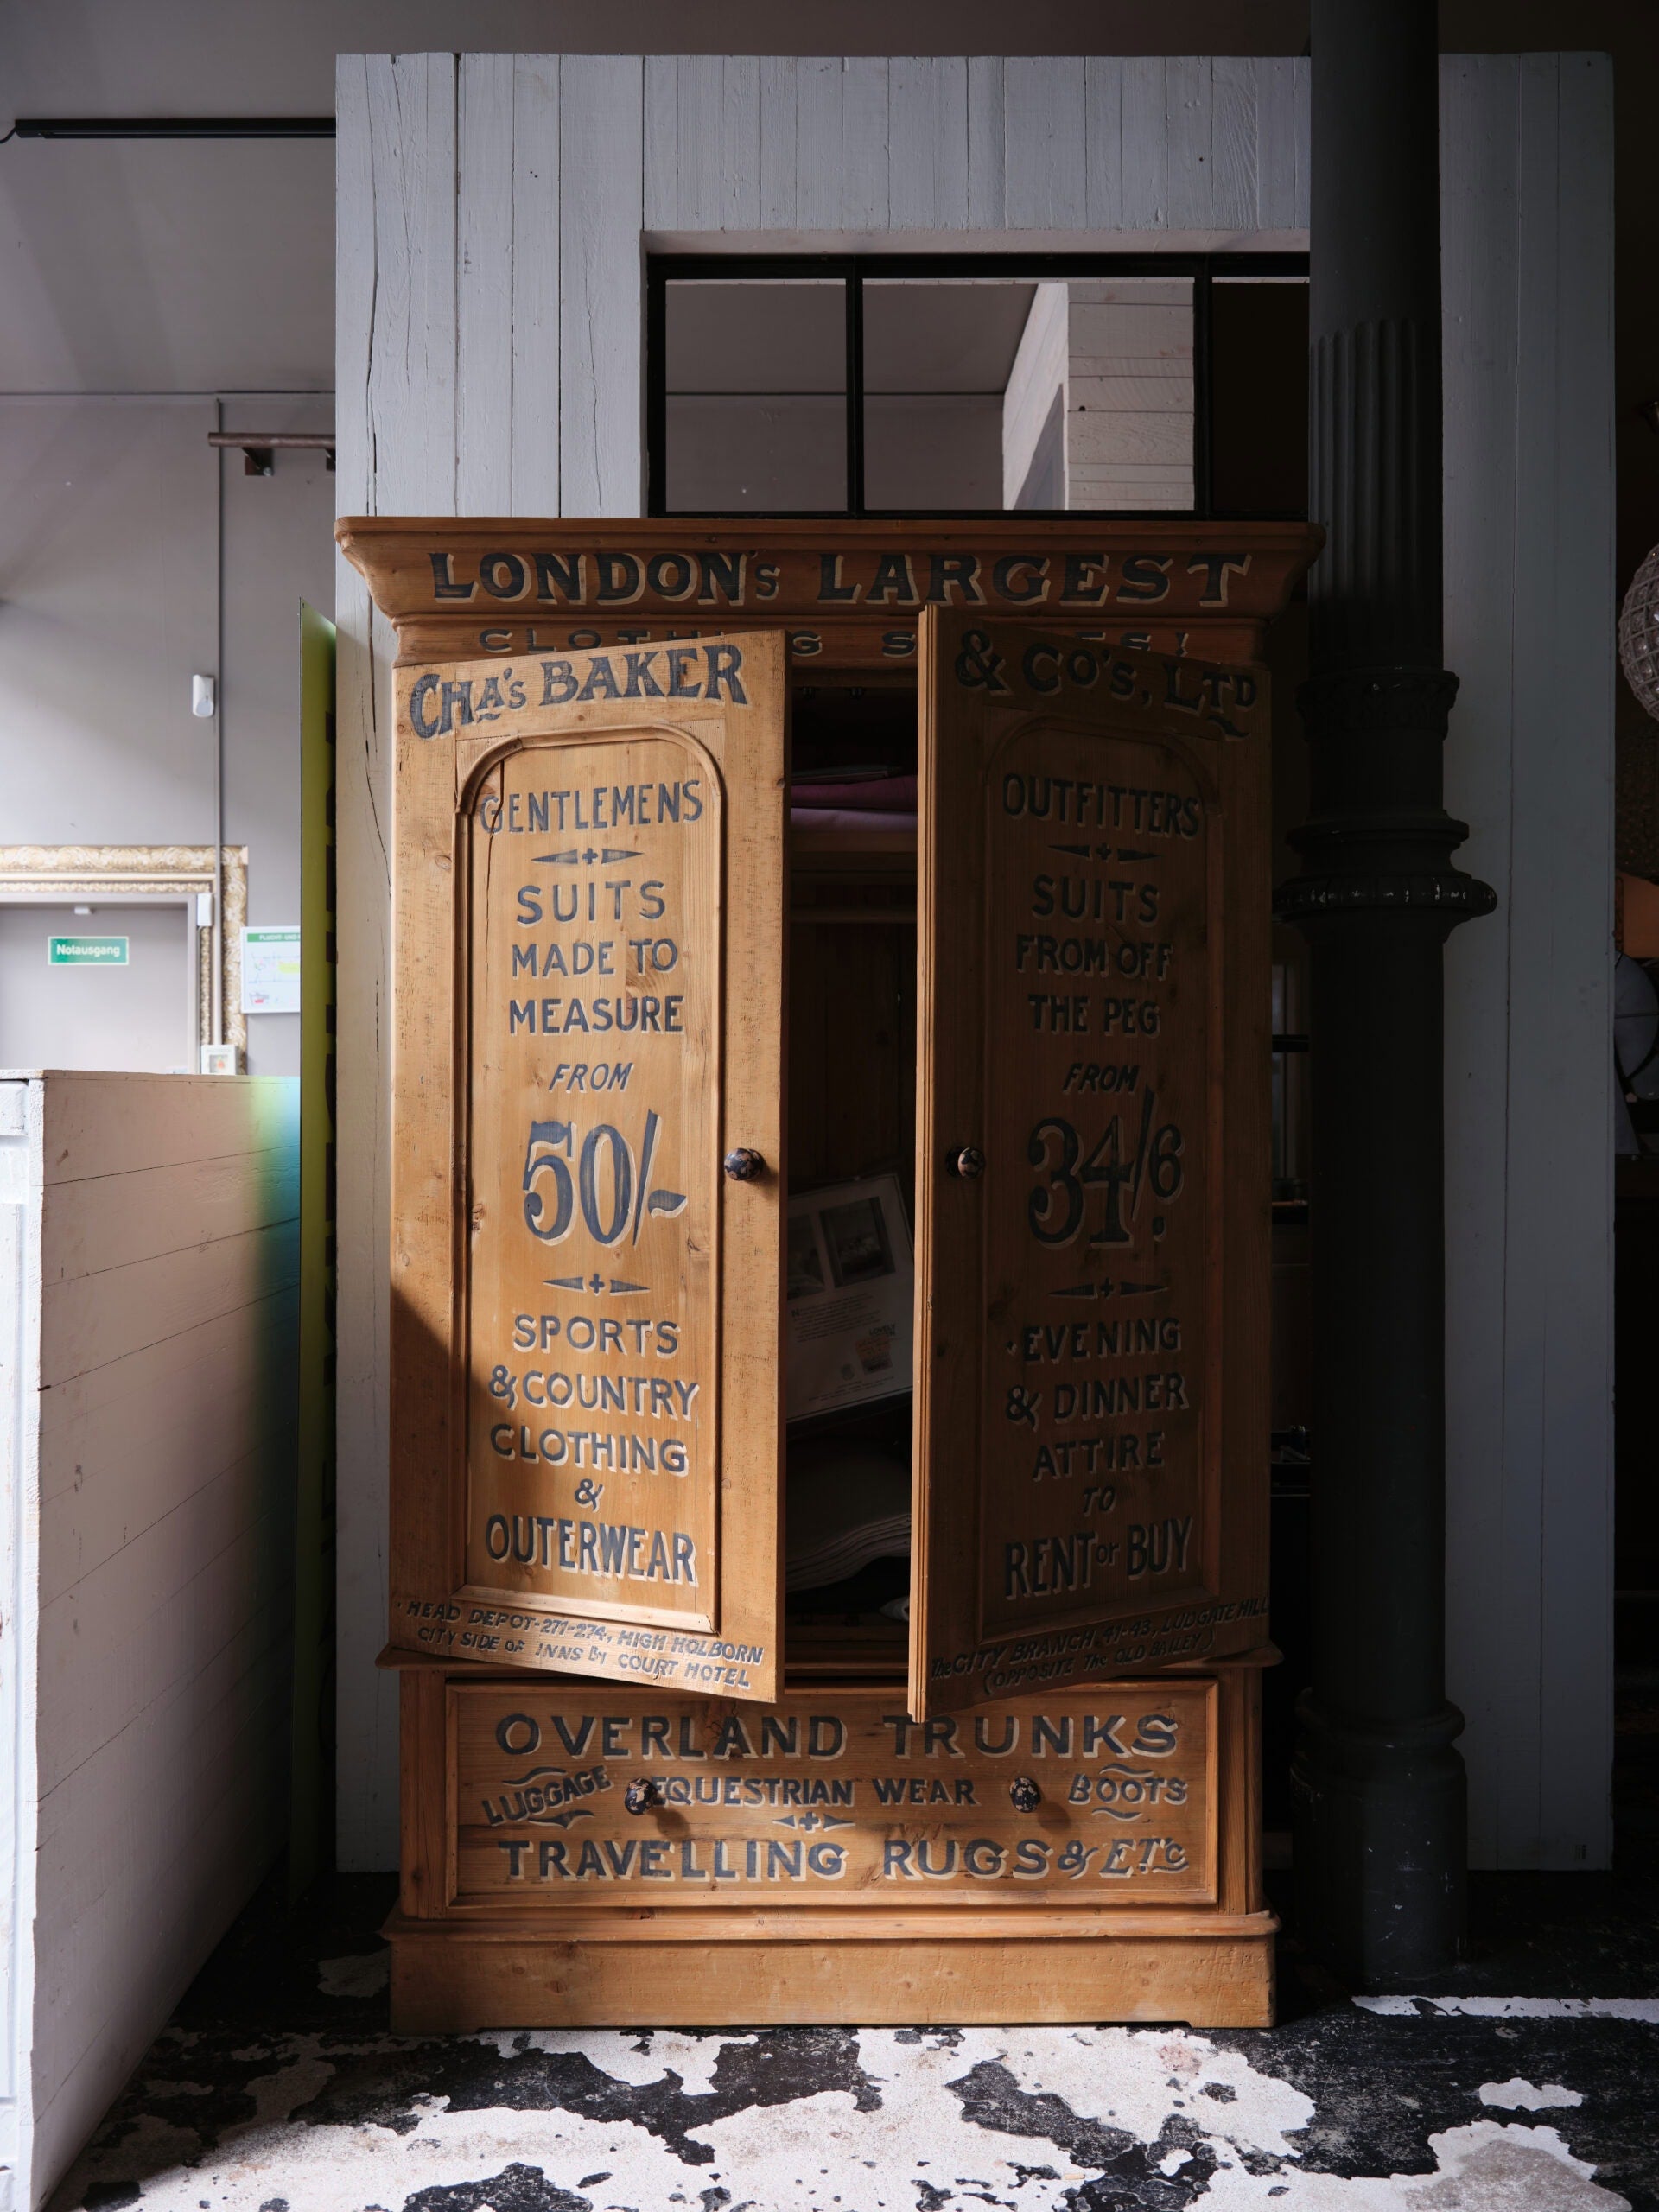 LONDON's LARGEST
CHA's BAKER
& CO's, LTD
GENTLEMENS
SUITS
MADE TO
MEASURE
FROM
50/-
SPORTS
& COUNTRY
CLOTHING
&
OUTERWEAR
HEAD DEPOT-271-274, HIGH HOLBORN
CITY SIDE OF INNS By COURT HOTEL
OUTFITTERS
SUITS
FROM OFF
THE PEG
FROM
34/6
EVENING
& DINNER
ATTIRE
TO
RENT or BUY
The CITY BRANCH, 41-43, LUDGATE HILL
(OPPOSITE The OLD BAILEY)
OVERLAND TRUNKS
LUGGAGE EQUESTRIAN WEAR BOOTS
TRAVELLING RUGS & ETc
Notausgang